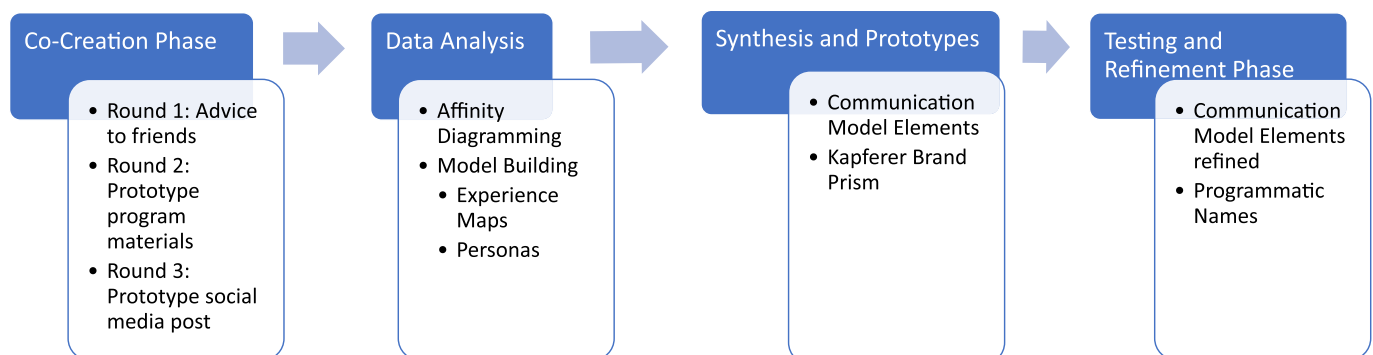 Co-Creation Phase
• Round 1: Advice
to friends
• Round 2:
Prototype
program
materials
• Round 3:
Prototype social
media post
Data Analysis
• Affinity
Diagramming
• Model Building
• Experience
Maps
• Personas
Synthesis and Prototypes
• Communication
Model Elements
• Kapferer Brand
Prism
Testing and
Refinement Phase
• Communication
Model Elements
refined
• Programmatic
Names